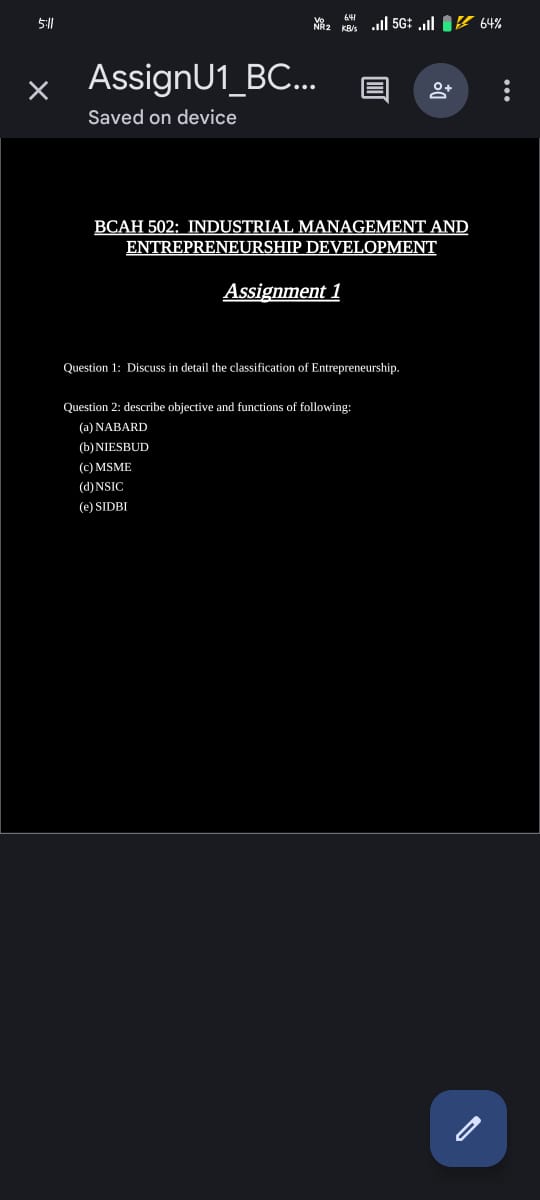 5:11
Vo NR2 6.41 KB/s 5G 64%
AssignU1_BC...
Saved on device
BCAH 502:  INDUSTRIAL MANAGEMENT AND
ENTREPRENEURSHIP DEVELOPMENT
Assignment 1
Question 1:  Discuss in detail the classification of Entrepreneurship.
Question 2: describe objective and functions of following:
(a) NABARD
(b) NIESBUD
(c) MSME
(d) NSIC
(e) SIDBI